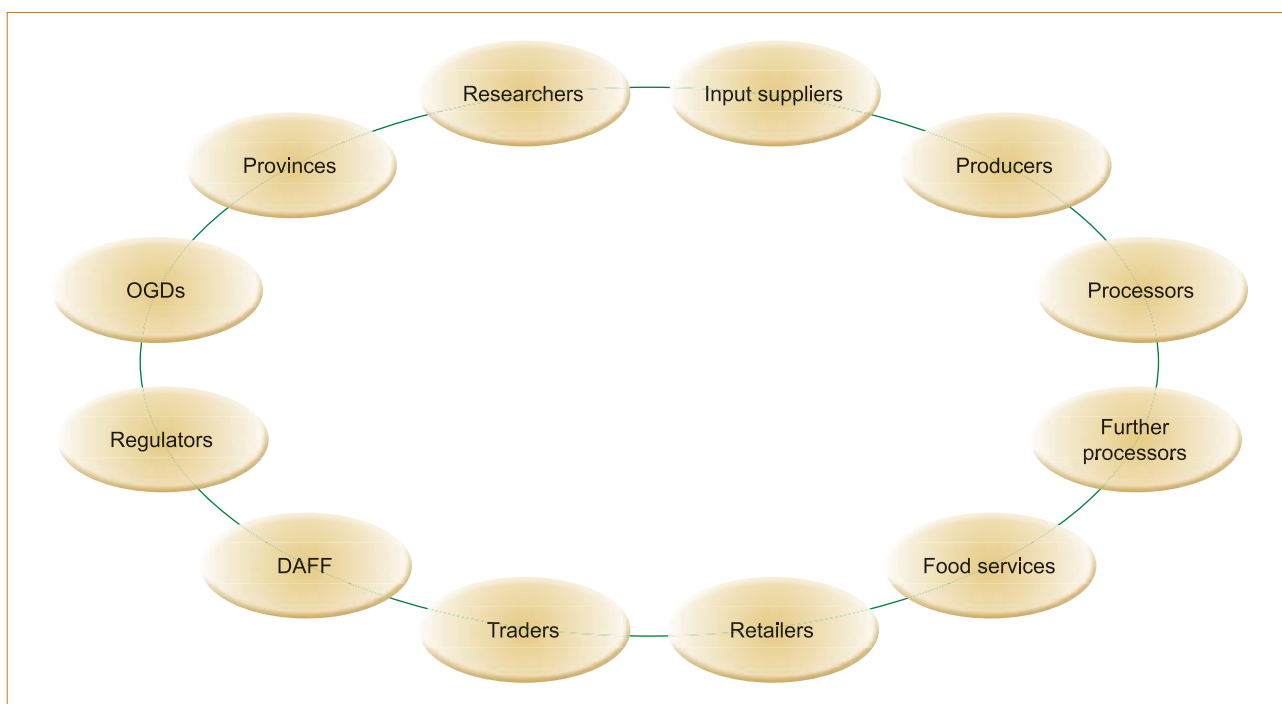 Researchers
Input suppliers
Provinces
Producers
OGDs
Processors
Regulators
Further
processors
DAFF
Food services
Traders
Retailers